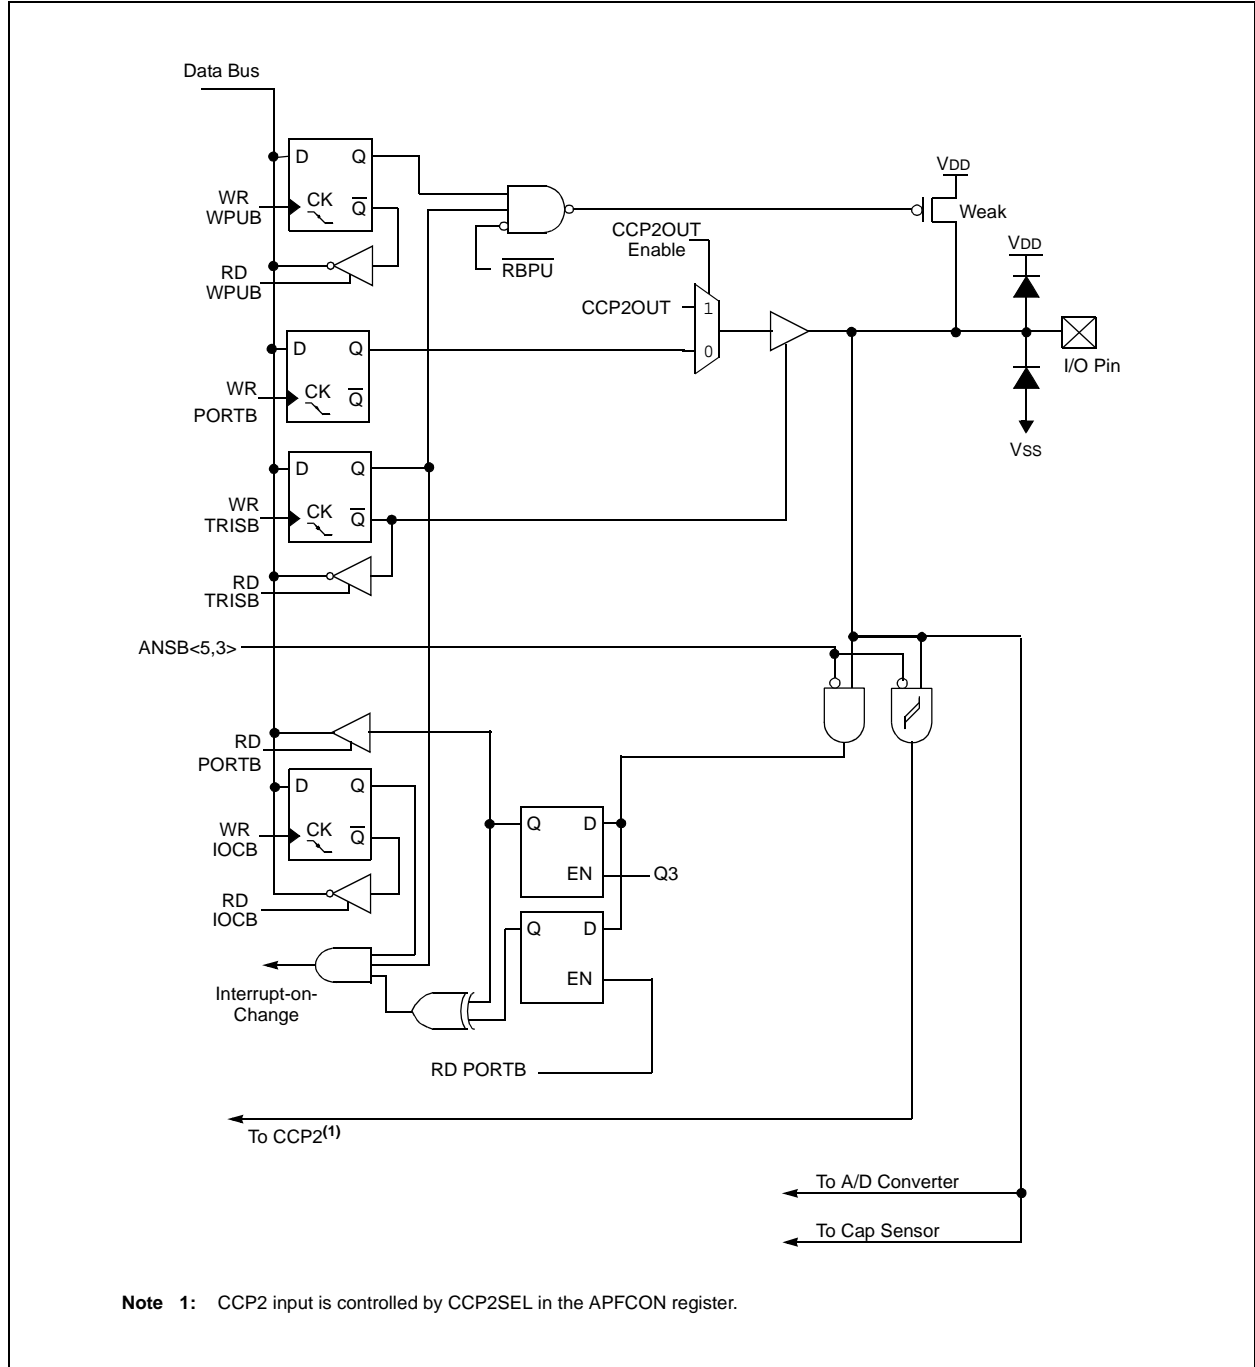 Data Bus
D Q
WR
WPUB
CK
Q̅
RD
WPUB
R̅B̅P̅U̅
CCP2OUT
Enable
VDD
Weak
VDD
CCP2OUT
1
0
I/O Pin
VSS
D Q
WR
PORTB
CK
Q̅
D Q
WR
TRISB
CK
Q̅
RD
TRISB
ANSB<5,3>
RD
PORTB
D Q
WR
IOCB
CK
Q̅
RD
IOCB
Q D
EN
Q3
Q D
EN
Interrupt-on-
Change
RD PORTB
To CCP2(1)
To A/D Converter
To Cap Sensor
Note 1: CCP2 input is controlled by CCP2SEL in the APFCON register.